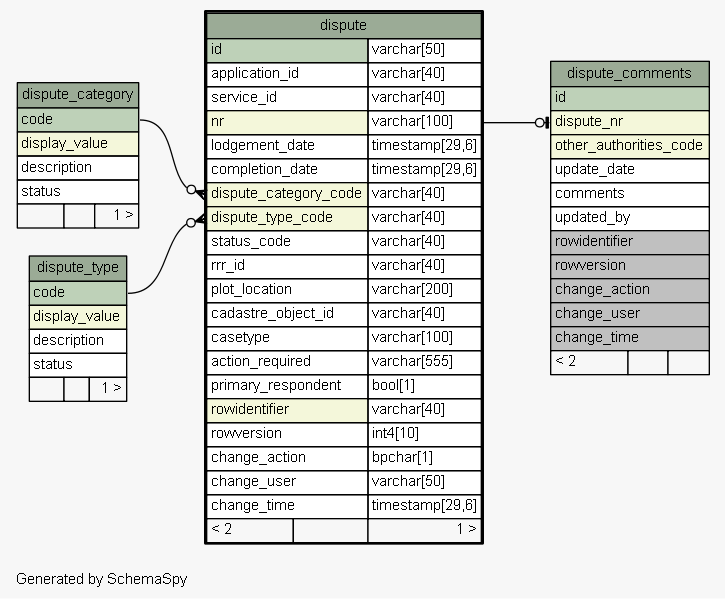 dispute
id varchar[50]
application_id varchar[40]
service_id varchar[40]
nr varchar[100]
lodgement_date timestamp[29,6]
completion_date timestamp[29,6]
dispute_category_code varchar[40]
dispute_type_code varchar[40]
status_code varchar[40]
rrr_id varchar[40]
plot_location varchar[200]
cadastre_object_id varchar[40]
casetype varchar[100]
action_required varchar[555]
primary_respondent bool[1]
rowidentifier varchar[40]
rowversion int4[10]
change_action bpchar[1]
change_user varchar[50]
change_time timestamp[29,6]
< 2 1 >
dispute_category
code
display_value
description
status
1 >
dispute_type
code
display_value
description
status
1 >
dispute_comments
id
dispute_nr
other_authorities_code
update_date
comments
updated_by
rowidentifier
rowversion
change_action
change_user
change_time
< 2
Generated by SchemaSpy